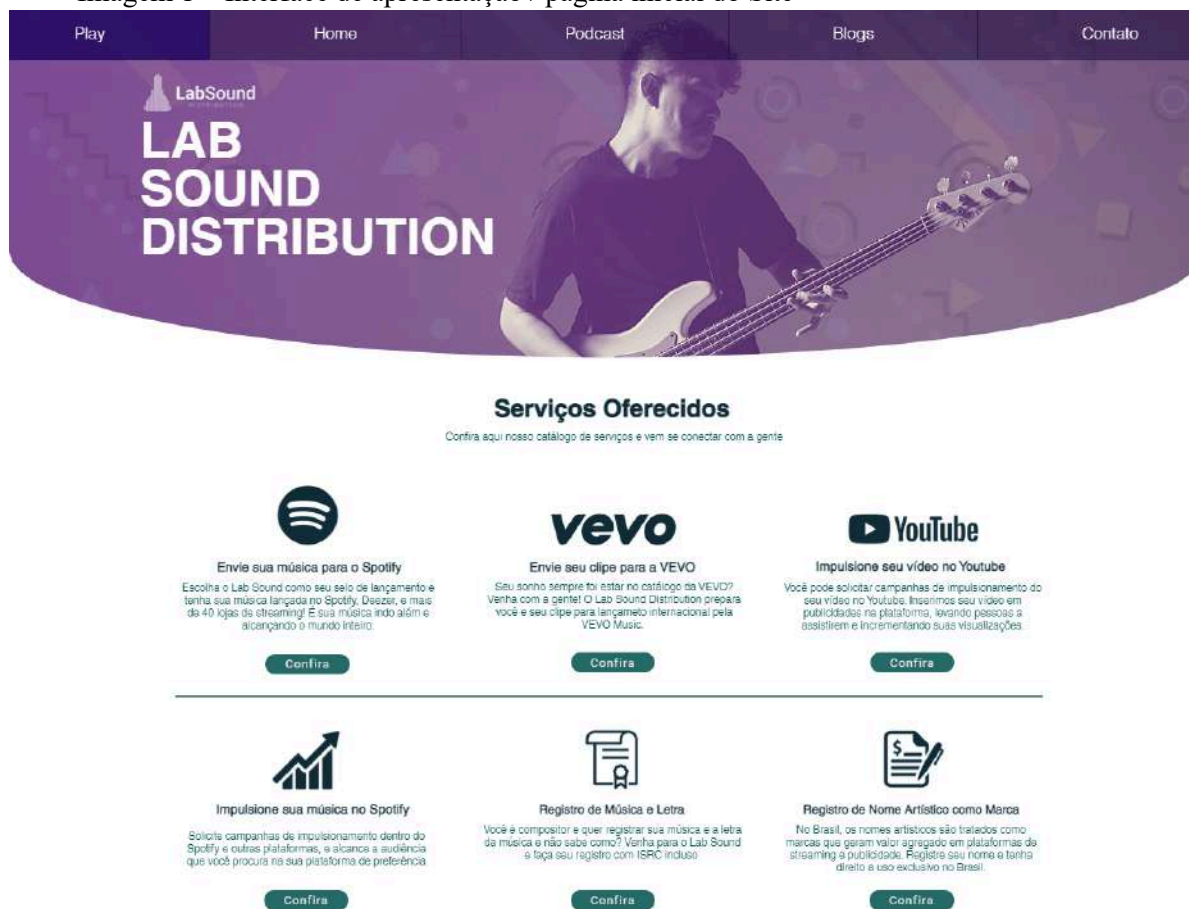 Imagem 1 – Interface de apresentação / página inicial do Site
Play
Home
Podcast
Blogs
Contato
LabSound
LAB
SOUND
DISTRIBUTION
Serviços Oferecidos
Confira aqui nosso catálogo de serviços e vem se conectar com a gente
Envie sua música para o Spotify
Escolha o Lab Sound como seu selo de lançamento e
tenha sua música lançada no Spotify, Deezer, e mais
de 40 lojas de streaming! É sua música indo além e
alcançando o mundo inteiro.
Confira
vevo
Envie seu clipe para a VEVO
Seu sonho sempre foi estar no catálogo da VEVO?
Venha com a gente! O Lab Sound Distribution prepara
você e seu clipe para lançameto internacional pela
VEVO Music.
Confira
YouTube
Impulsione seu vídeo no Youtube
Você pode solicitar campanhas de impulsionamento do
seu vídeo no Youtube. Inserimos seu vídeo em
publicidades na plataforma, levando pessoas a
assistirem e incrementando suas visualizações.
Confira
Impulsione sua música no Spotify
Solicite campanhas de impulsionamento dentro do
Spotify e outras plataformas, e alcance a audiência
que você procura na sua plataforma de preferência
Confira
Registro de Música e Letra
Você é compositor e quer registrar sua música e a letra
da música e não sabe como? Venha para o Lab Sound
e faça seu registro com ISRC incluso
Confira
Registro de Nome Artístico como Marca
No Brasil, os nomes artísticos são tratados como
marcas que geram valor agregado em plataformas de
streaming e publicidade. Registre seu nome e tenha
direito a uso exclusivo no Brasil.
Confira